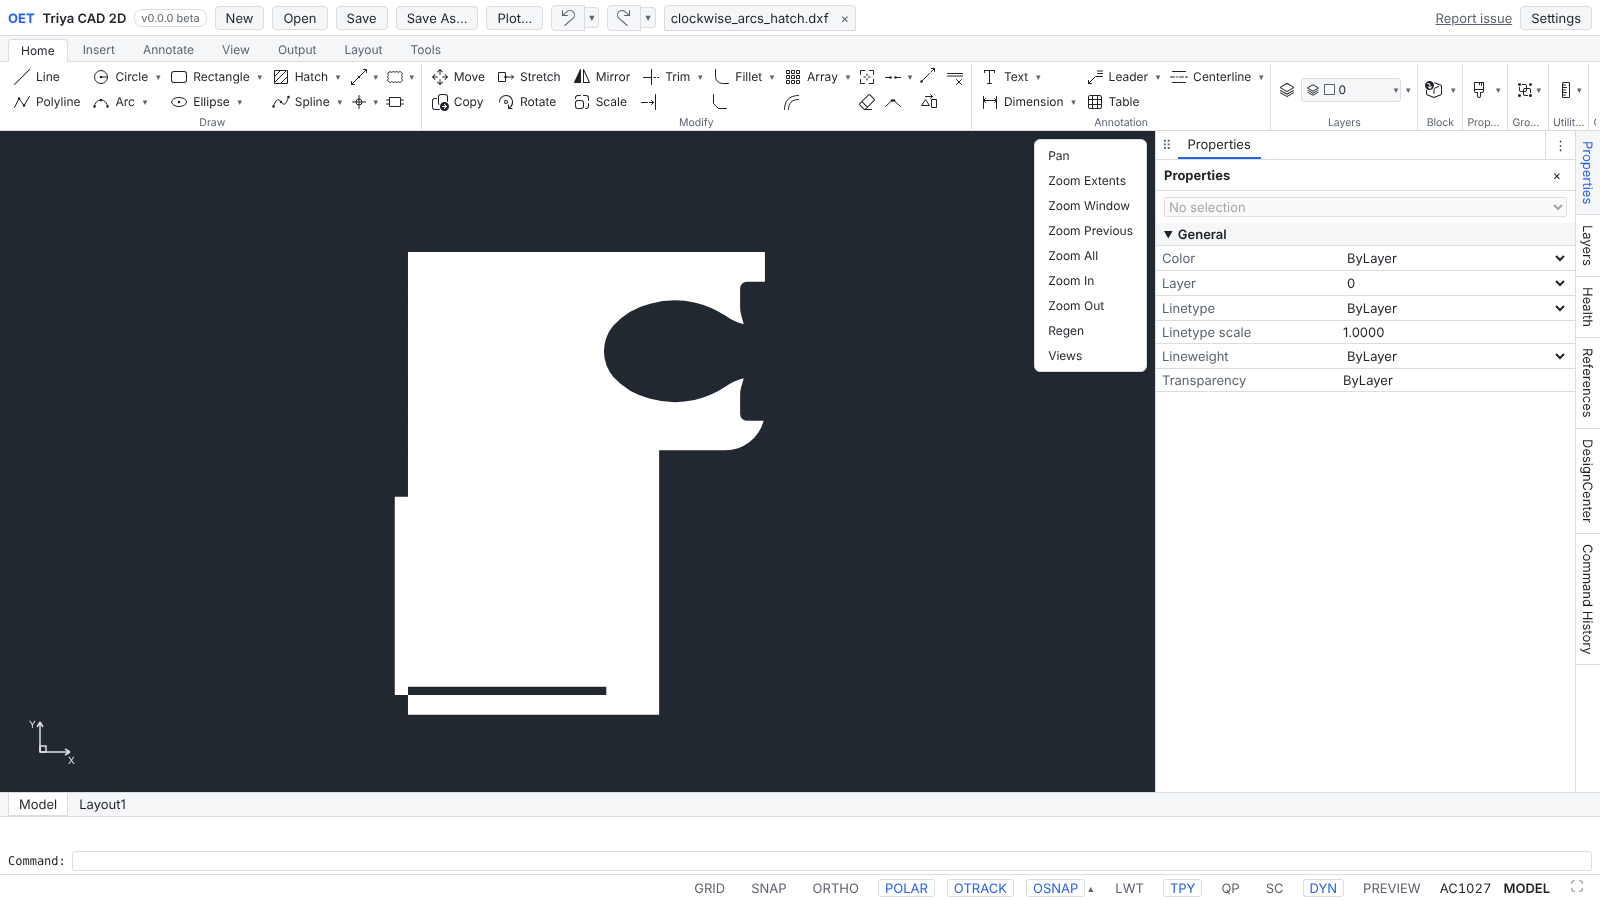 OET Triya CAD 2D v0.0.0 beta New Open Save Save As... Plot... clockwise_arcs_hatch.dxf × Report issue Settings
Home Insert Annotate View Output Layout Tools
Line Circle Rectangle Hatch Move Stretch Mirror Trim Fillet Array Text Leader Centerline
Polyline Arc Ellipse Spline Copy Rotate Scale Dimension Table
0
Draw Modify Annotation Layers Block Prop... Gro... Utilit...
Pan
Zoom Extents
Zoom Window
Zoom Previous
Zoom All
Zoom In
Zoom Out
Regen
Views
Properties
Properties ×
No selection
General
Color ByLayer
Layer 0
Linetype ByLayer
Linetype scale 1.0000
Lineweight ByLayer
Transparency ByLayer
Properties
Layers
Health
References
DesignCenter
Command History
Y
X
Model Layout1
Command:
GRID SNAP ORTHO POLAR OTRACK OSNAP LWT TPY QP SC DYN PREVIEW AC1027 MODEL